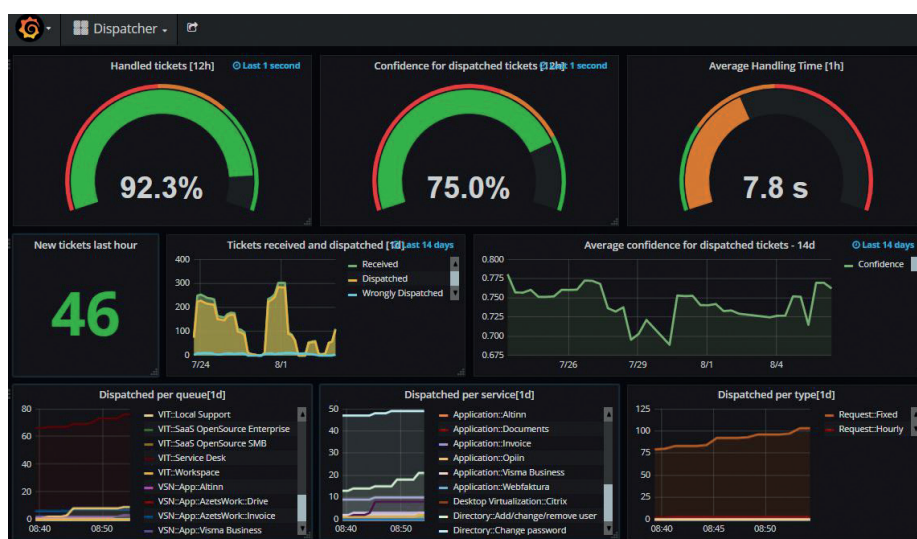 Dispatcher
Handled tickets [12h]
Last 1 second
Confidence for dispatched tickets [12h]
1 second
Average Handling Time [1h]
92.3%
75.0%
7.8 s
New tickets last hour
46
Tickets received and dispatched [1d]
Last 14 days
400
300
200
100
0
7/24
8/1
Received
Dispatched
Wrongly Dispatched
Average confidence for dispatched tickets - 14d
Last 14 days
0.800
0.775
0.750
0.725
0.700
0.675
7/26
7/29
8/1
8/4
Confidence
Dispatched per queue[1d]
80
60
40
20
0
08:40
08:50
VIT::Local Support
VIT::SaaS OpenSource Enterprise
VIT::SaaS OpenSource SMB
VIT::Service Desk
VIT::Workspace
VSN::App::Altinn
VSN::App::AzetsWork::Drive
VSN::App::AzetsWork::Invoice
VSN::App::Visma Business
Dispatched per service[1d]
50
40
30
20
10
0
08:40
08:50
Application::Altinn
Application::Documents
Application::Invoice
Application::Opiin
Application::Visma Business
Application::Webfaktura
Desktop Virtualization::Citrix
Directory::Add/change/remove user
Directory::Change password
Dispatched per type[1d]
125
100
75
50
25
0
08:40
08:45
08:50
Request::Fixed
Request::Hourly